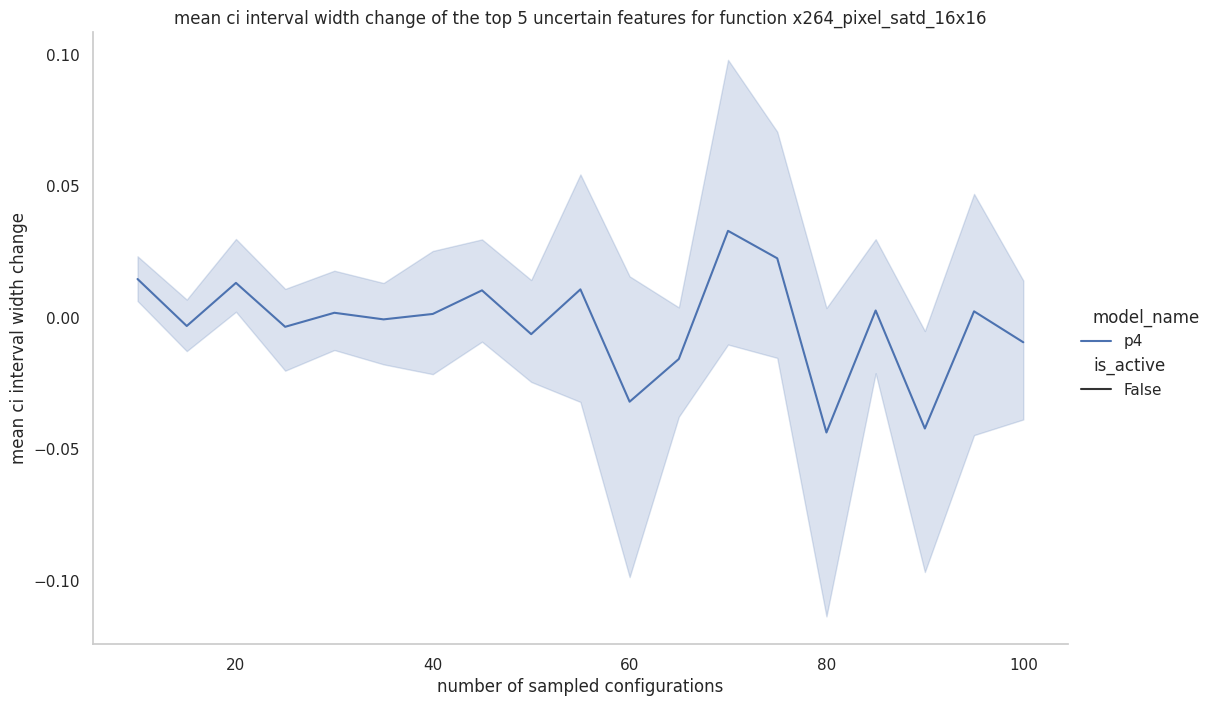 mean ci interval width change of the top 5 uncertain features for function x264_pixel_satd_16x16
mean ci interval width change
0.10
0.05
0.00
−0.05
−0.10
20
40
60
80
100
number of sampled configurations
model_name
p4
is_active
False